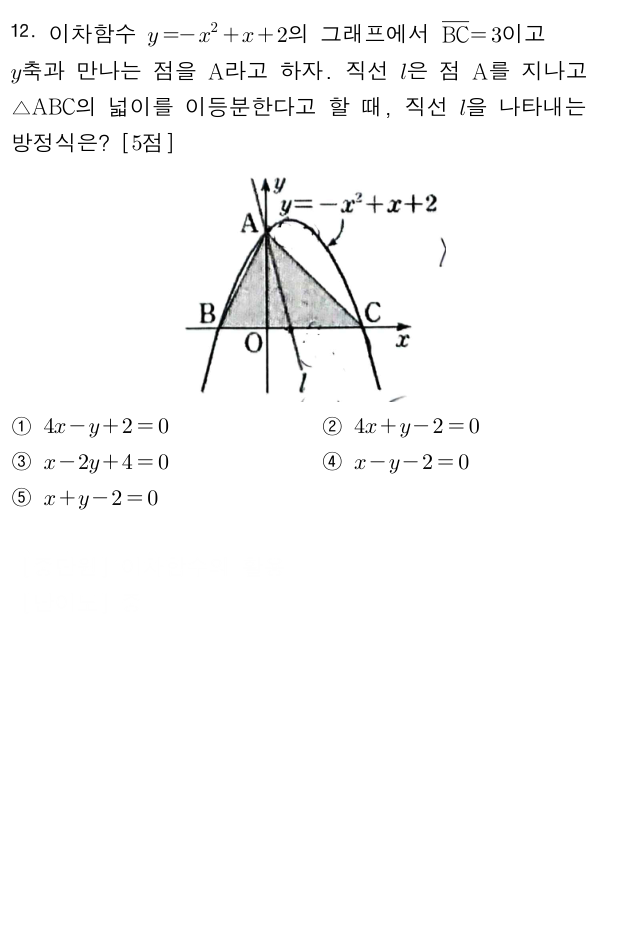 12. 이차함수 y=-x²+x+2의 그래프에서 \overline{BC}=3이고
y축과 만나는 점을 A라고 하자. 직선 l은 점 A를 지나고
△ABC의 넓이를 이등분한다고 할 때, 직선 l을 나타내는
방정식은? [5점]
y
y=-x²+x+2
A
B
C
O
x
l
① 4x-y+2=0
② 4x+y-2=0
③ x-2y+4=0
④ x-y-2=0
⑤ x+y-2=0